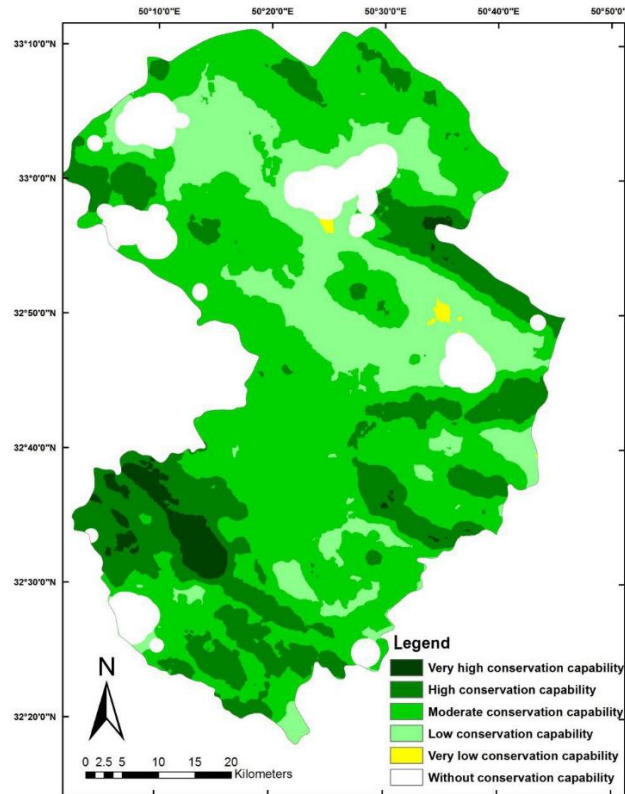 50°10'0"E 50°20'0"E 50°30'0"E 50°40'0"E 50°50'0"E
33°10'0"N
33°0'0"N
32°50'0"N
32°40'0"N
32°30'0"N
32°20'0"N
Legend
Very high conservation capability
High conservation capability
Moderate conservation capability
Low conservation capability
Very low conservation capability
Without conservation capability
N
0 2.5 5 10 15 20
Kilometers